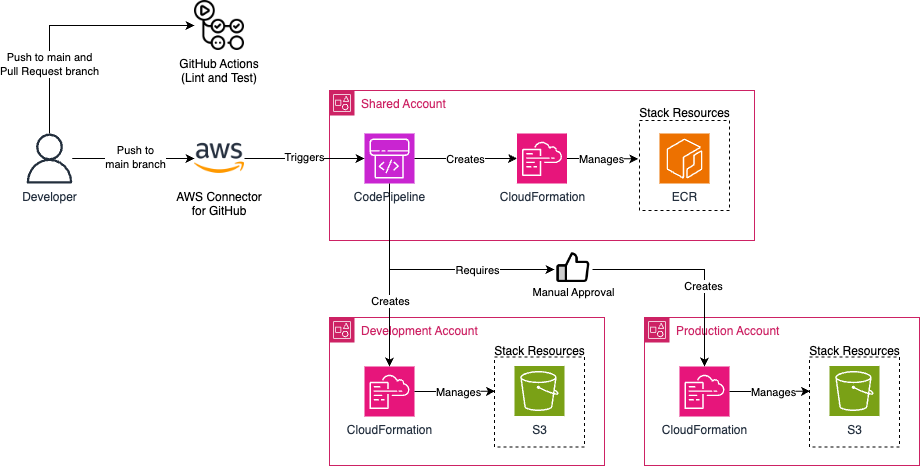 Push to main and
Pull Request branch
GitHub Actions
(Lint and Test)
Shared Account
Stack Resources
Developer
Push to
main branch
aws
AWS Connector
for GitHub
Triggers
CodePipeline
Creates
CloudFormation
Manages
ECR
Requires
Manual Approval
Creates
Creates
Development Account
Stack Resources
CloudFormation
Manages
S3
Production Account
Stack Resources
CloudFormation
Manages
S3